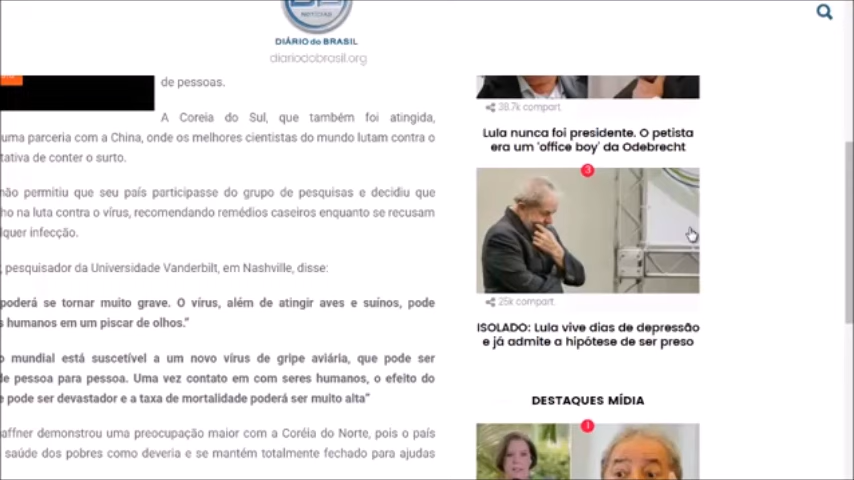 NOTÍCIAS
DIÁRIO do BRASIL
diariodobrasil.org
de pessoas.
A Coreia do Sul, que também foi atingida,
uma parceria com a China, onde os melhores cientistas do mundo lutam contra o
tativa de conter o surto.
não permitiu que seu país participasse do grupo de pesquisas e decidiu que
ho na luta contra o vírus, recomendando remédios caseiros enquanto se recusam
lquer infecção.
, pesquisador da Universidade Vanderbilt, em Nashville, disse:
poderá se tornar muito grave. O vírus, além de atingir aves e suínos, pode
s humanos em um piscar de olhos.”
o mundial está suscetível a um novo vírus de gripe aviária, que pode ser
de pessoa para pessoa. Uma vez contato em com seres humanos, o efeito do
e pode ser devastador e a taxa de mortalidade poderá ser muito alta”
affner demonstrou uma preocupação maior com a Coréia do Norte, pois o país
saúde dos pobres como deveria e se mantém totalmente fechado para ajudas
38.7k compart.
Lula nunca foi presidente. O petista
era um 'office boy' da Odebrecht
3
25k compart.
ISOLADO: Lula vive dias de depressão
e já admite a hipótese de ser preso
DESTAQUES MÍDIA
1